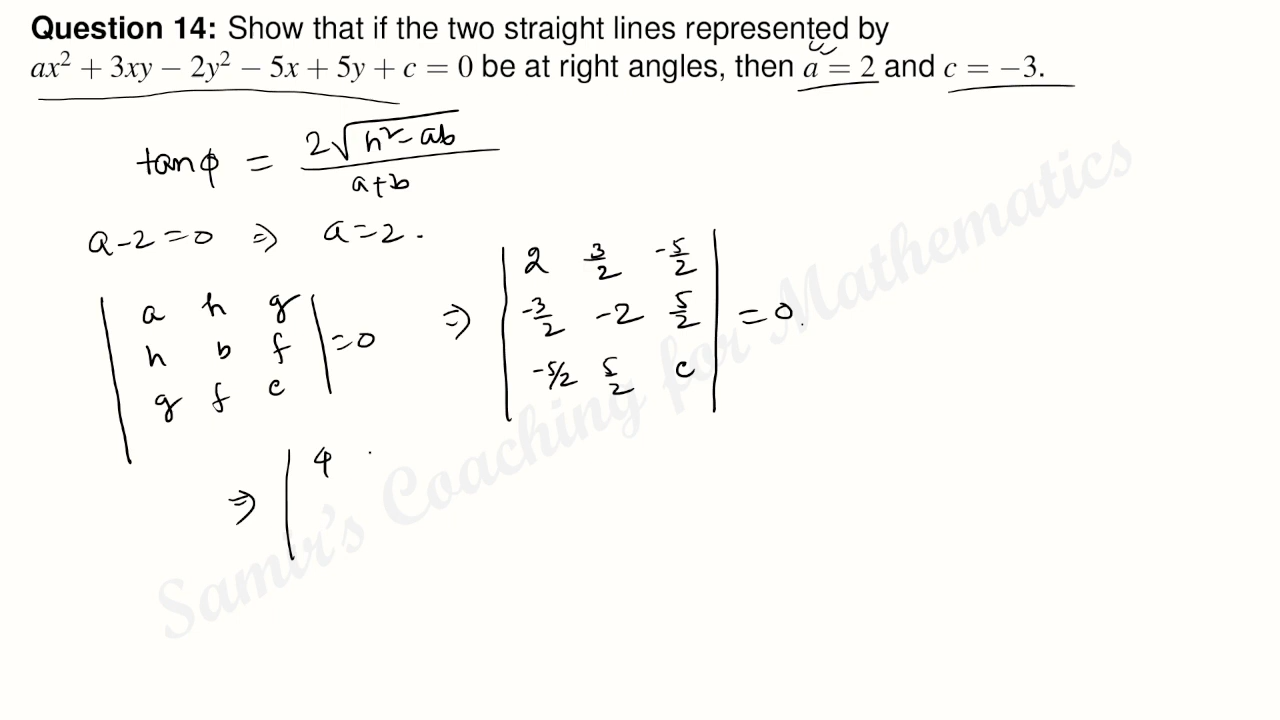 Question 14: Show that if the two straight lines represented by
ax² + 3xy − 2y² − 5x + 5y + c = 0 be at right angles, then a = 2 and c = −3.
tanφ = 2√(h² − ab) / (a + b)
a − 2 = 0 ⇒ a = 2.
| a h g |
| h b f | = 0
| g f c |
⇒ | 2 3/2 -5/2 |
| -3/2 -2 5/2 | = 0.
| -5/2 5/2 c |
⇒ | 4
Samir's Coaching for Mathematics